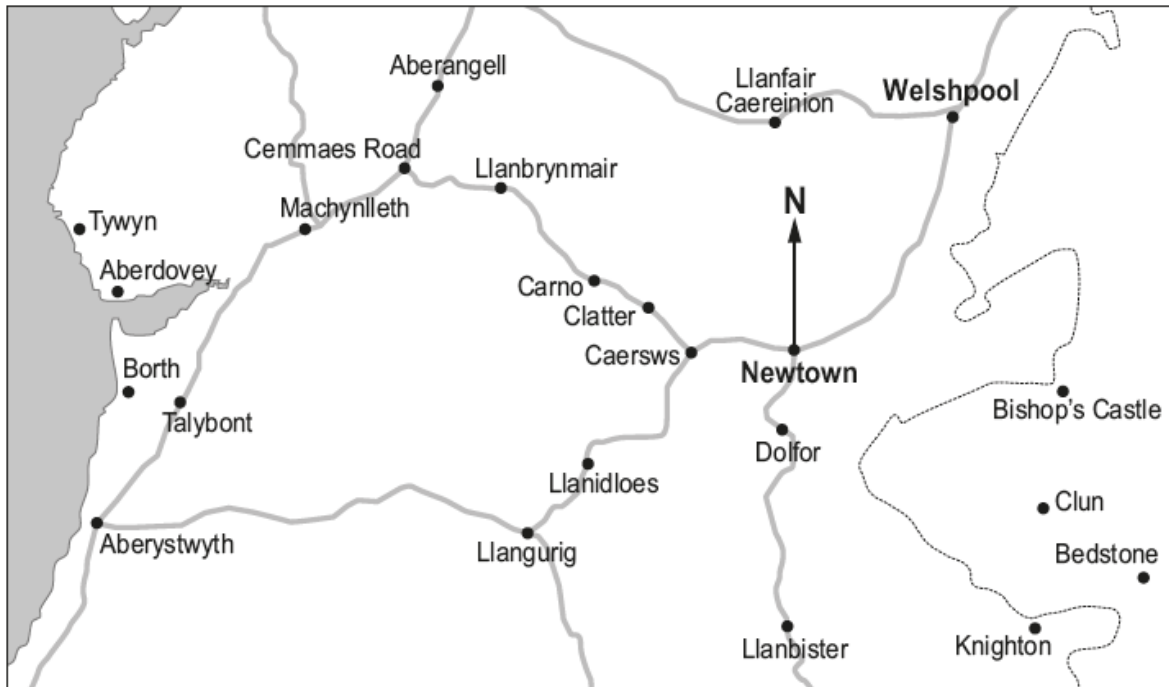 Aberangell
Llanfair
Caereinion
Welshpool
Cemmaes Road
Llanbrynmair
N
Machynlleth
Tywyn
Aberdovey
Carno
Clatter
Caersws
Newtown
Borth
Talybont
Bishop's Castle
Dolfor
Llanidloes
Clun
Aberystwyth
Llangurig
Bedstone
Llanbister
Knighton